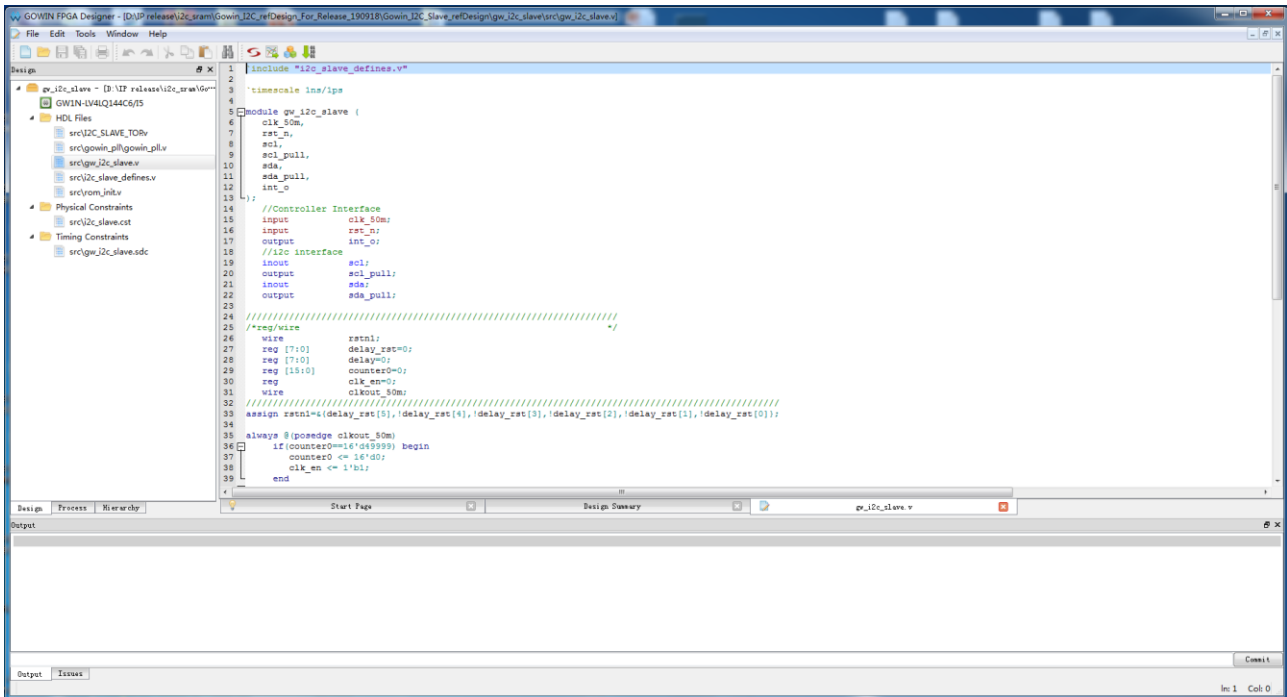 GOWIN FPGA Designer - [D:\IP release\i2c_sram\Gowin_I2C_refDesign_For_Release_190918\Gowin_I2C_Slave_refDesign\gw_i2c_slave\src\gw_i2c_slave.v]
File Edit Tools Window Help
Design
gw_i2c_slave - [D:\IP release\i2c_sram\Go...
GW1N-LV4LQ144C6/I5
HDL Files
src\I2C_SLAVE_TOP.v
src\gowin_pll\gowin_pll.v
src\gw_i2c_slave.v
src\i2c_slave_defines.v
src\rom_init.v
Physical Constraints
src\i2c_slave.cst
Timing Constraints
src\gw_i2c_slave.sdc
1 `include "i2c_slave_defines.v"
2
3 `timescale 1ns/1ps
4
5 module gw_i2c_slave (
6 clk_50m,
7 rst_n,
8 scl,
9 scl_pull,
10 sda,
11 sda_pull,
12 int_o
13 );
14 //Controller Interface
15 input clk_50m;
16 input rst_n;
17 output int_o;
18 //i2c interface
19 inout scl;
20 output scl_pull;
21 inout sda;
22 output sda_pull;
23
24 ////////////////////////////////////////////////////////////////////
25 /*reg/wire */
26 wire rstn1;
27 reg [7:0] delay_rst=0;
28 reg [7:0] delay=0;
29 reg [15:0] counter0=0;
30 reg clk_en=0;
31 wire clkout_50m;
32 //////////////////////////////////////////////////////////////////////////////////////////////////
33 assign rstn1=&{delay_rst[5],!delay_rst[4],!delay_rst[3],!delay_rst[2],!delay_rst[1],!delay_rst[0]};
34
35 always @(posedge clkout_50m)
36 if(counter0==16'd49999) begin
37 counter0 <= 16'd0;
38 clk_en <= 1'b1;
39 end
Design Process Hierarchy
Start Page Design Summary gw_i2c_slave.v
Output
Commit
Output Issues
In: 1 Col: 0